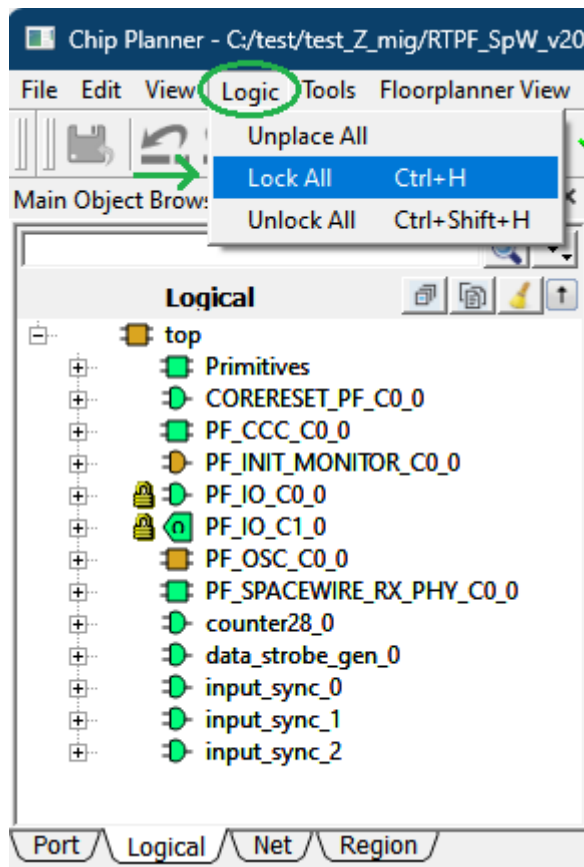 Chip Planner - C:/test/test_Z_mig/RTPF_SpW_v20
File Edit View Logic Tools Floorplanner View
Unplace All
Lock All Ctrl+H
Unlock All Ctrl+Shift+H
Main Object Brows
Logical
top
Primitives
CORERESET_PF_C0_0
PF_CCC_C0_0
PF_INIT_MONITOR_C0_0
PF_IO_C0_0
PF_IO_C1_0
PF_OSC_C0_0
PF_SPACEWIRE_RX_PHY_C0_0
counter28_0
data_strobe_gen_0
input_sync_0
input_sync_1
input_sync_2
Port Logical Net Region